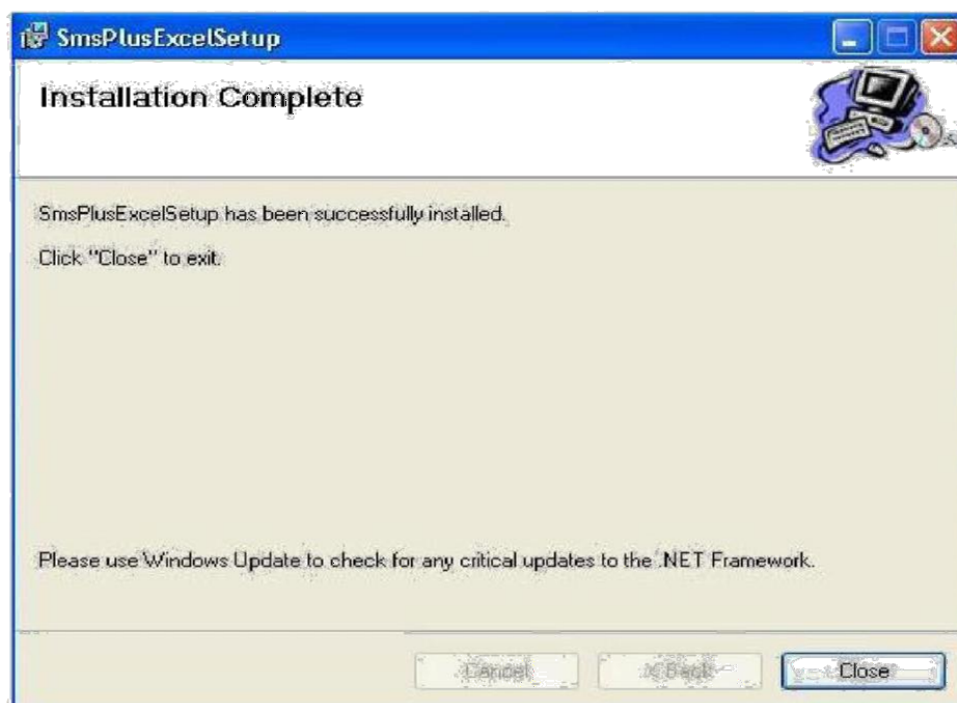 SmsPlusExcelSetup
Installation Complete
SmsPlusExcelSetup has been successfully installed.
Click "Close" to exit.
Please use Windows Update to check for any critical updates to the .NET Framework.
Cancel
< Back
Close